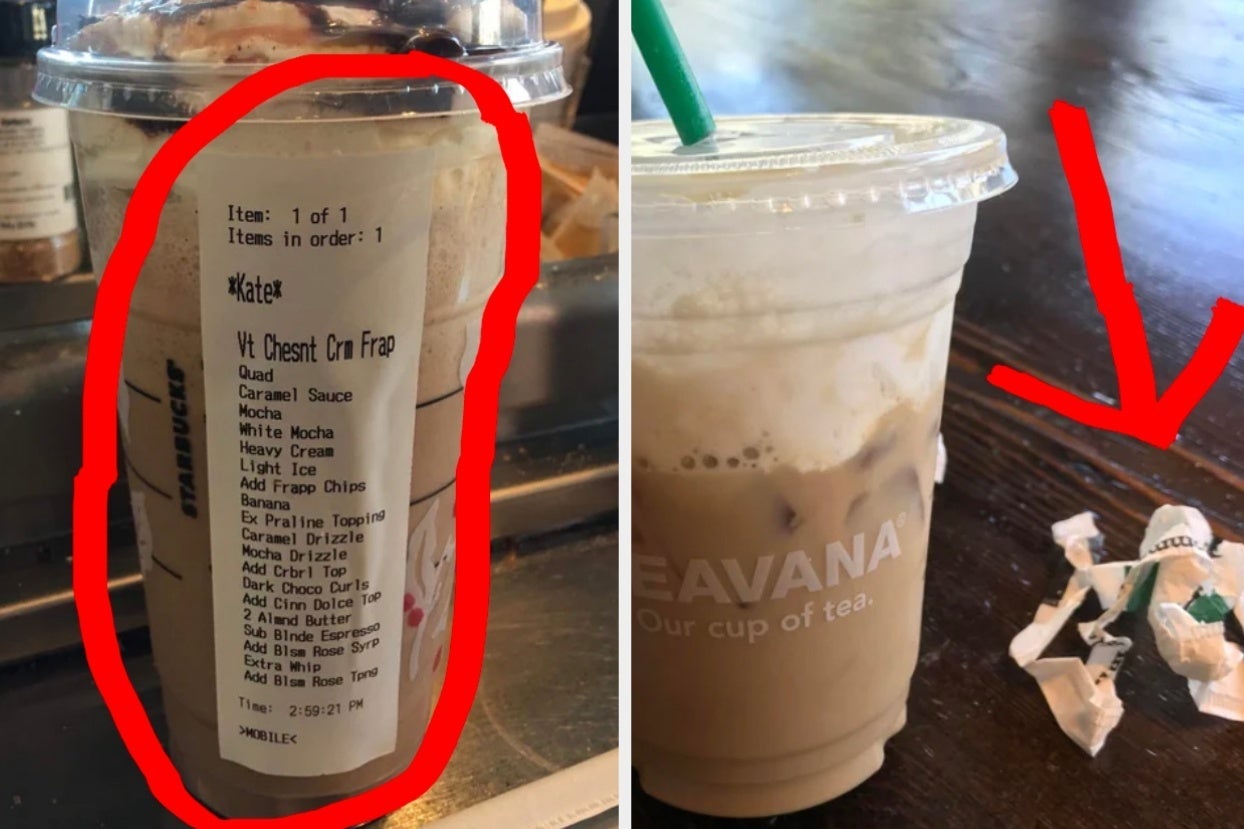 Item: 1 of 1
Items in order: 1
*Kate*
Vt Chesnt Crm Frap
Quad
Caramel Sauce
Mocha
White Mocha
Heavy Cream
Light Ice
Add Frapp Chips
Banana
Ex Praline Topping
Caramel Drizzle
Mocha Drizzle
Add Crbrl Top
Dark Choco Curls
Add Cinn Dolce Top
2 Almnd Butter
Sub Blnde Espresso
Add Blsm Rose Syrp
Extra Whip
Add Blsm Rose Tpng
Time: 2:59:21 PM
>MOBILE<
STARBUCKS
EAVANA®
Our cup of tea.